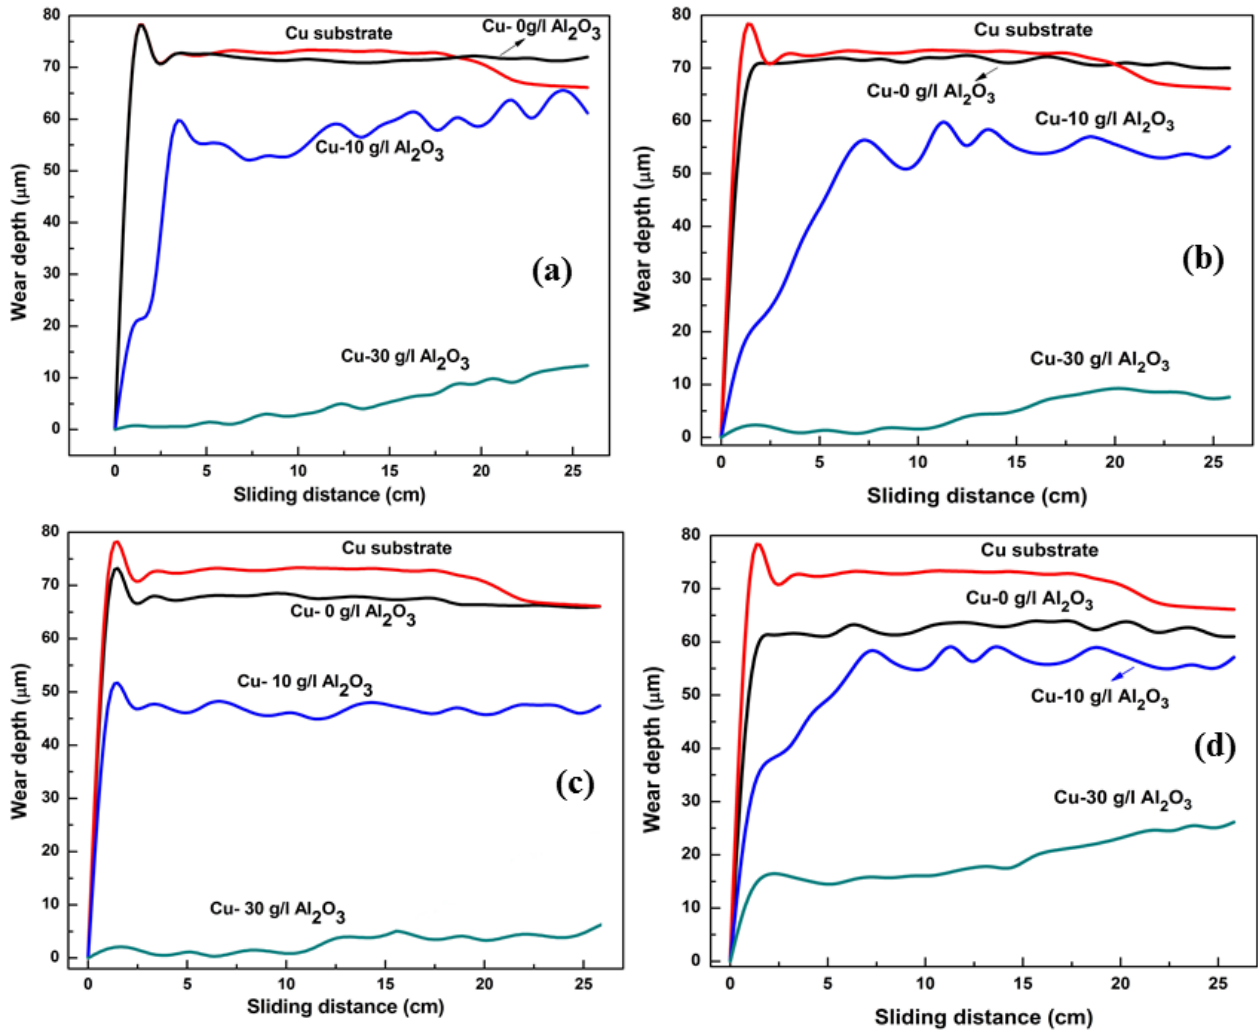 80
70
60
50
40
30
20
10
0
Wear depth (μm)
Cu substrate
Cu- 0g/l Al₂O₃
Cu-10 g/l Al₂O₃
(a)
Cu-30 g/l Al₂O₃
0 5 10 15 20 25
Sliding distance (cm)
80
70
60
50
40
30
20
10
0
Wear depth (μm)
Cu substrate
Cu-0 g/l Al₂O₃
Cu-10 g/l Al₂O₃
(b)
Cu-30 g/l Al₂O₃
0 5 10 15 20 25
Sliding distance (cm)
80
70
60
50
40
30
20
10
0
Wear depth (μm)
Cu substrate
Cu- 0 g/l Al₂O₃
Cu- 10 g/l Al₂O₃
(c)
Cu- 30 g/l Al₂O₃
0 5 10 15 20 25
Sliding distance (cm)
80
70
60
50
40
30
20
10
0
Wear depth (μm)
Cu substrate
Cu-0 g/l Al₂O₃
Cu-10 g/l Al₂O₃
(d)
Cu-30 g/l Al₂O₃
0 5 10 15 20 25
Sliding distance (cm)